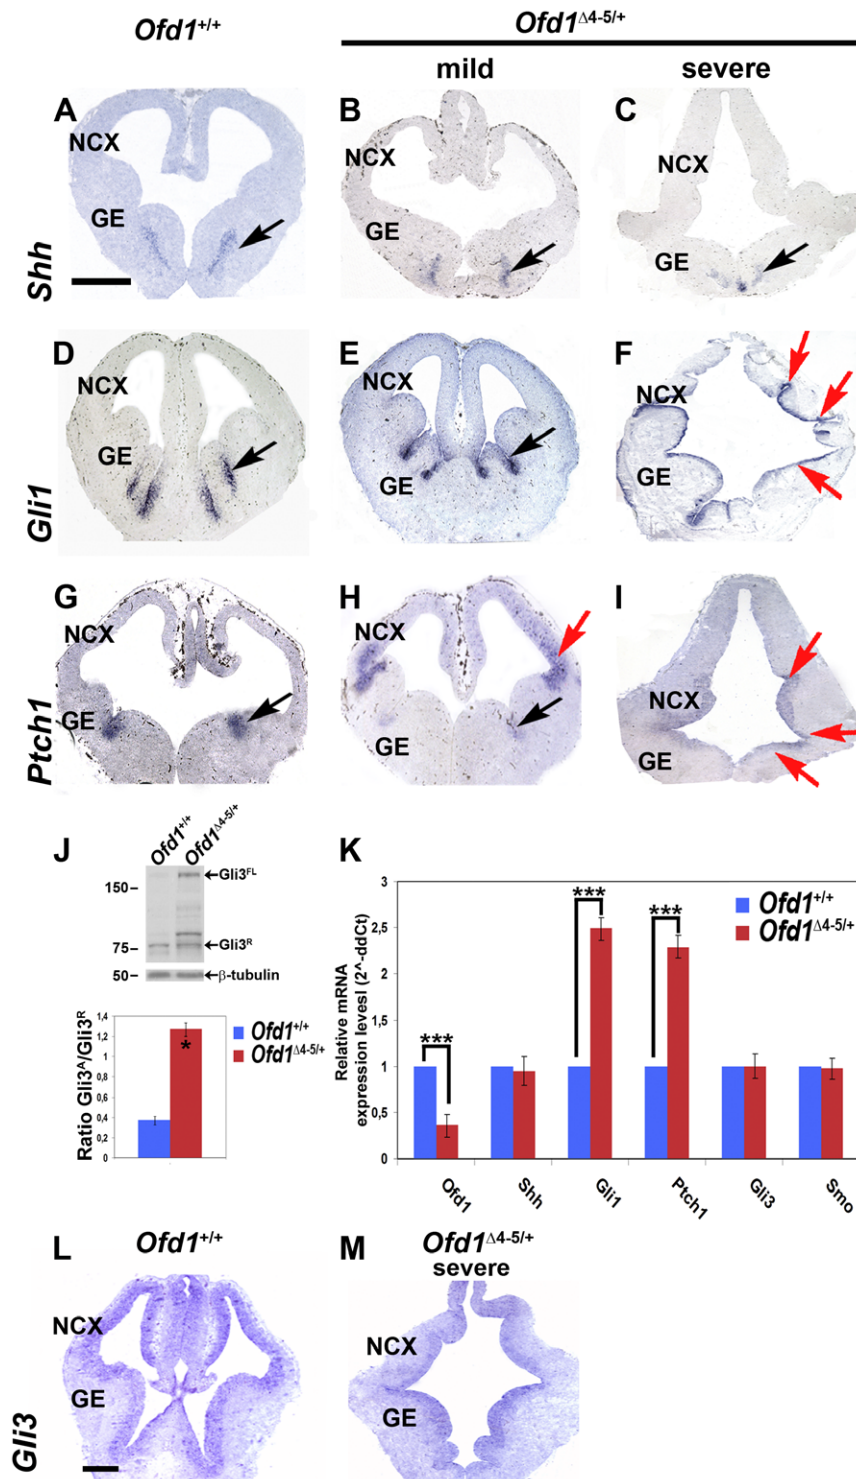 Ofd1+/+
Ofd1Δ4-5/+
mild
severe
A
B
C
NCX
NCX
NCX
GE
GE
GE
Shh
D
E
F
NCX
NCX
NCX
GE
GE
GE
Gli1
G
H
I
NCX
NCX
NCX
GE
GE
GE
Ptch1
J
Ofd1+/+
Ofd1Δ4-5/+
150
75
50
Gli3FL
Gli3R
β-tubulin
Ratio Gli3A/Gli3R
1,4
1,2
1
0,8
0,6
0,4
0,2
0
*
Ofd1+/+
Ofd1Δ4-5/+
K
Relative mRNA
expression levesl (2^-ddCt)
3
2,5
2
1,5
1
0,5
0
***
***
***
Ofd1+/+
Ofd1Δ4-5/+
Ofd1
Shh
Gli1
Ptch1
Gli3
Smo
L
Ofd1+/+
M
Ofd1Δ4-5/+
severe
NCX
NCX
GE
GE
Gli3